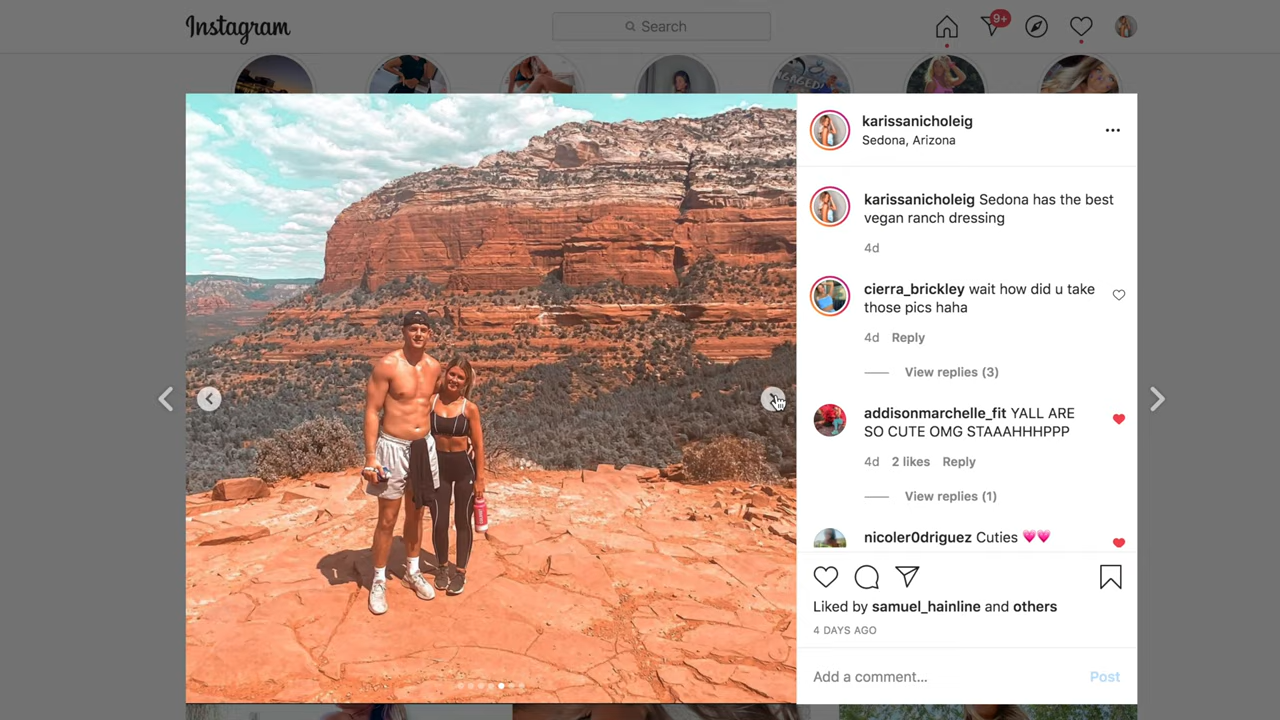 Instagram
Search
9+
ENGAGED!
karissanicholeig
Sedona, Arizona
karissanicholeig Sedona has the best
vegan ranch dressing
4d
cierra_brickley wait how did u take
those pics haha
4d Reply
View replies (3)
addisonmarchelle_fit YALL ARE
SO CUTE OMG STAAAHHHPPP
4d 2 likes Reply
View replies (1)
nicoler0driguez Cuties 💗💗
Liked by samuel_hainline and others
4 DAYS AGO
Add a comment...
Post